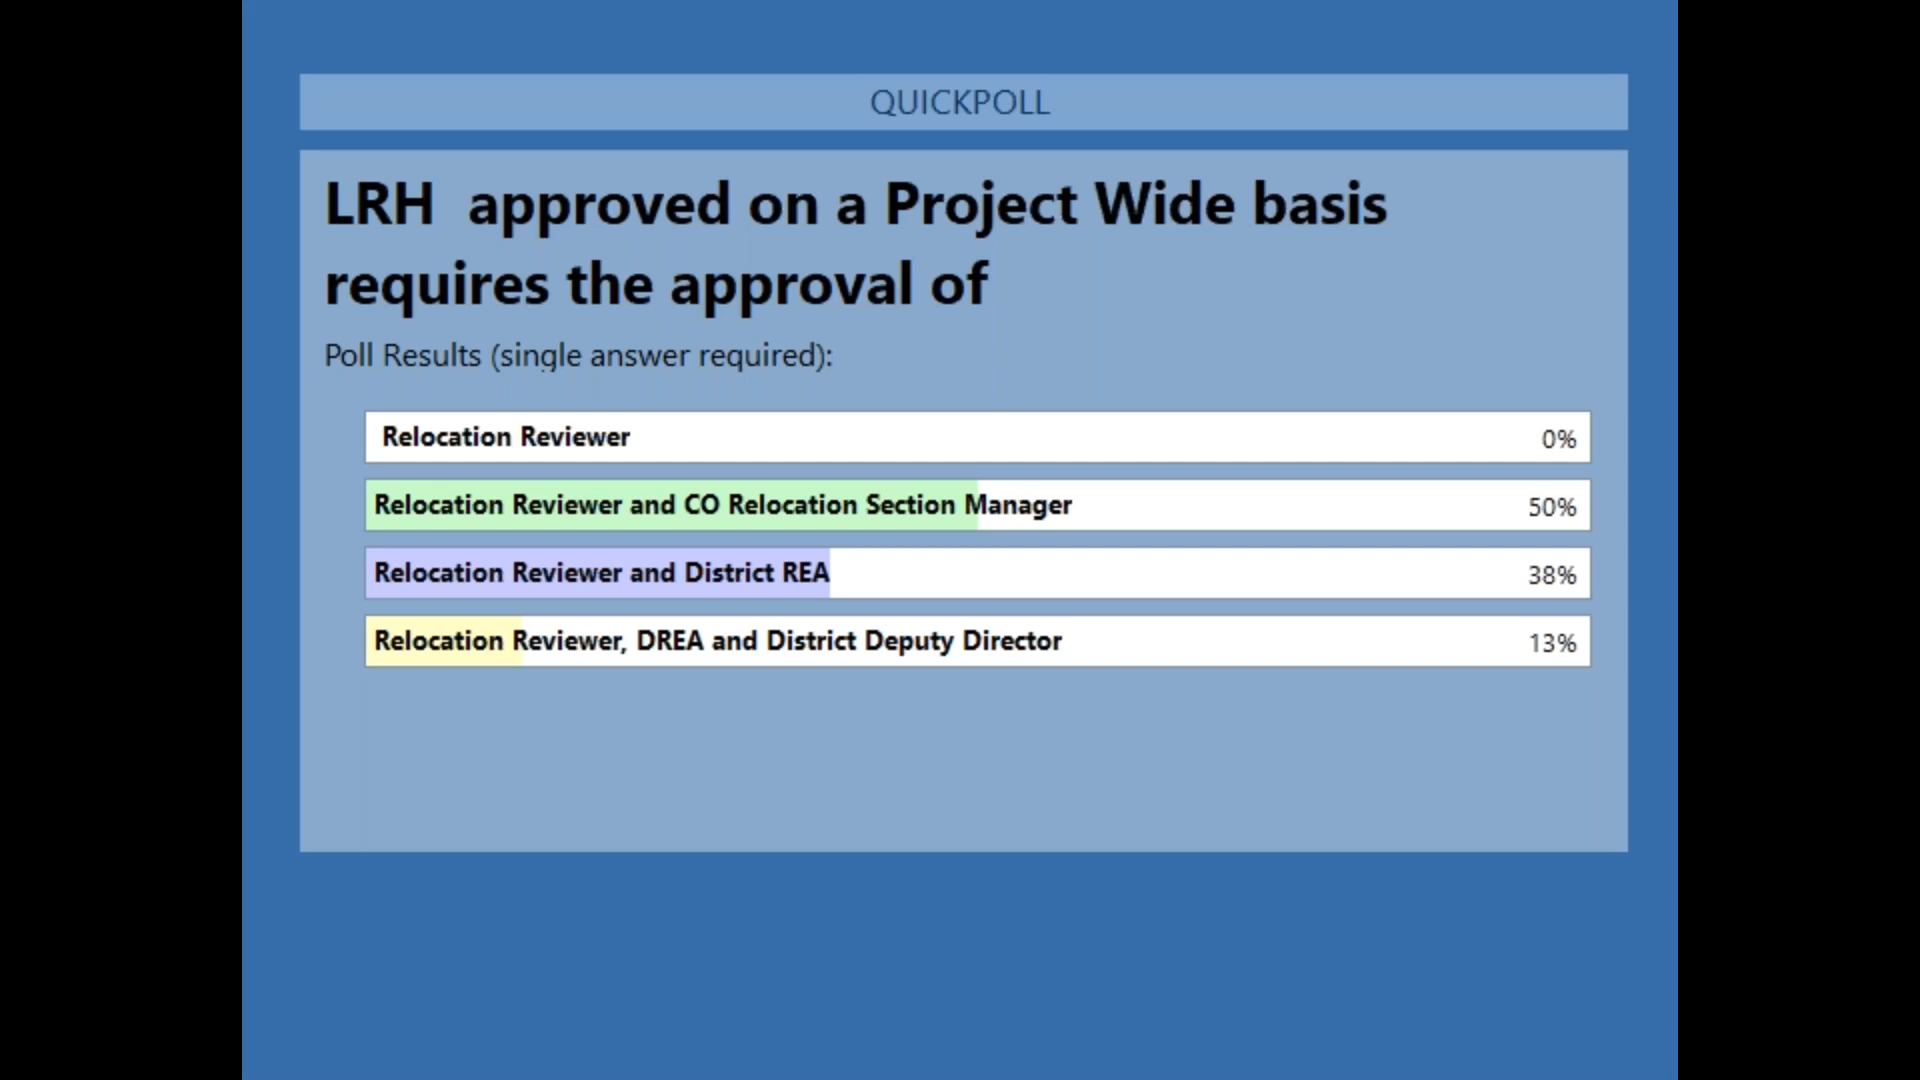 QUICKPOLL
LRH  approved on a Project Wide basis
requires the approval of
Poll Results (single answer required):
Relocation Reviewer 0%
Relocation Reviewer and CO Relocation Section Manager 50%
Relocation Reviewer and District REA 38%
Relocation Reviewer, DREA and District Deputy Director 13%